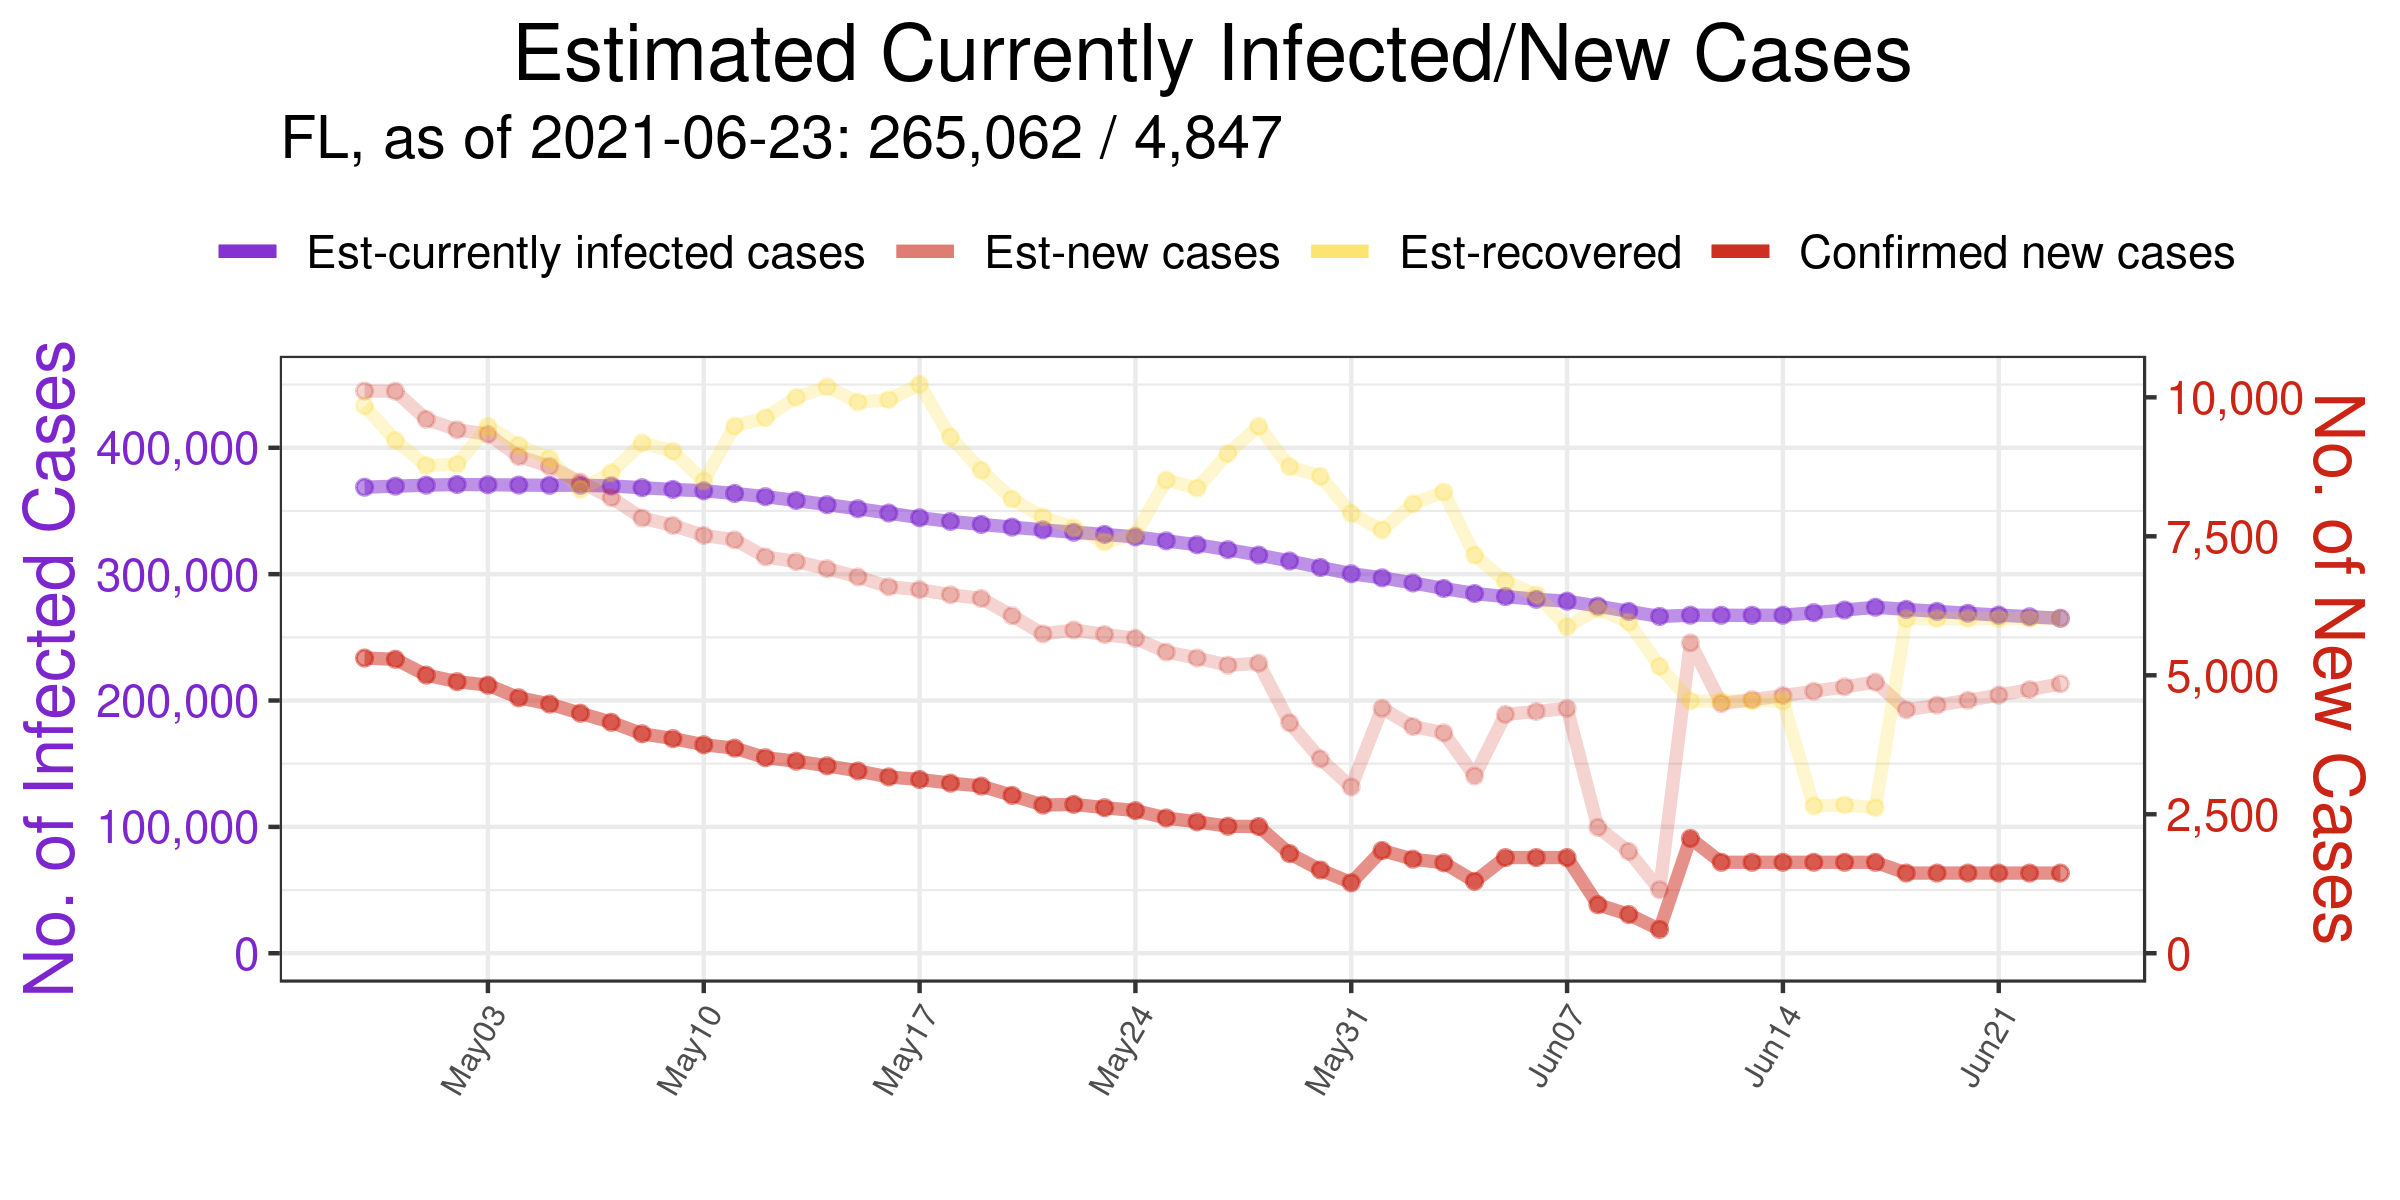 Estimated Currently Infected/New Cases
FL, as of 2021-06-23: 265,062 / 4,847
Est-currently infected cases Est-new cases Est-recovered Confirmed new cases
No. of Infected Cases
400,000
300,000
200,000
100,000
0
10,000
7,500
5,000
2,500
0
No. of New Cases
May03 May10 May17 May24 May31 Jun07 Jun14 Jun21